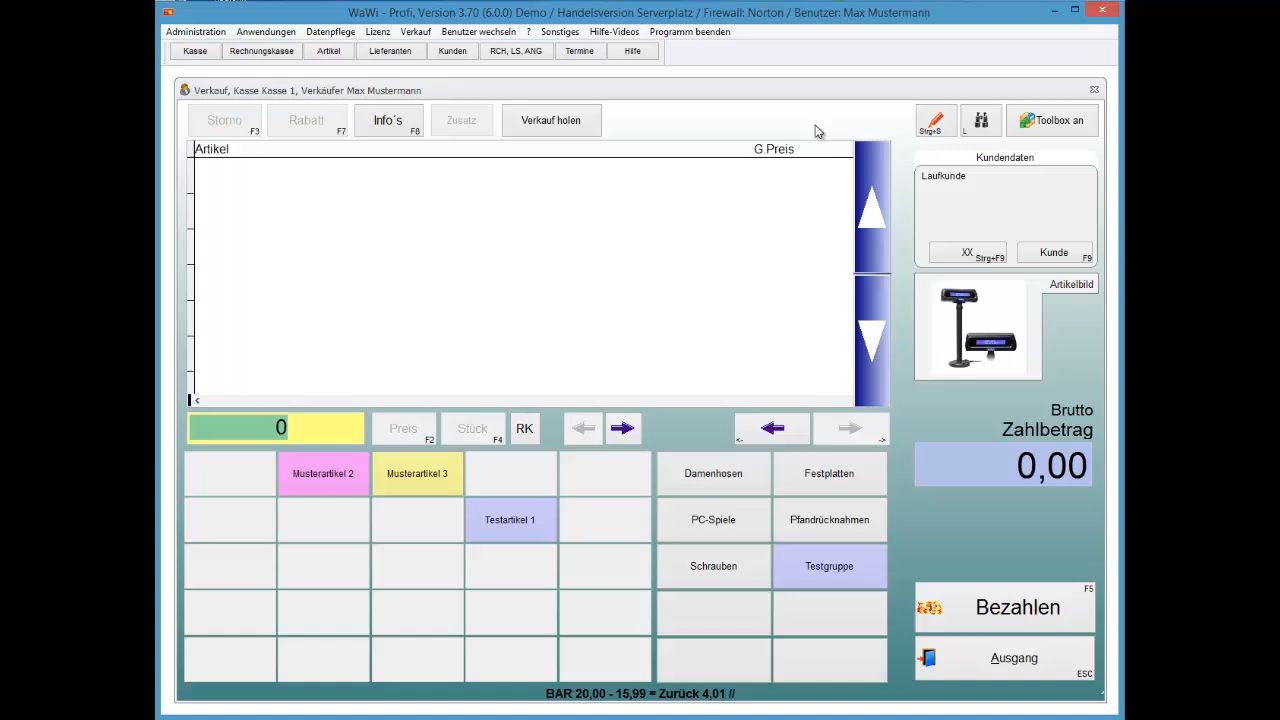 WaWi - Profi, Version 3.70 (6.0.0) Demo / Handelsversion Serverplatz / Firewall: Norton / Benutzer: Max Mustermann
Administration Anwendungen Datenpflege Lizenz Verkauf Benutzer wechseln ? Sonstiges Hilfe-Videos Programm beenden
Kasse Rechnungskasse Artikel Lieferanten Kunden RCH, LS, ANG Termine Hilfe
Verkauf, Kasse Kasse 1, Verkäufer Max Mustermann
Storno F3 Rabatt F7 Info´s F8 Zusatz Verkauf holen Strg+S L Toolbox an
Artikel G.Preis
Kundendaten
Laufkunde
XX Strg+F9 Kunde F9
Artikelbild
<
Brutto
Zahlbetrag
0,00
0 Preis F2 Stück F4 RK <- ->
Musterartikel 2 Musterartikel 3 Damenhosen Festplatten
Testartikel 1 PC-Spiele Pfandrücknahmen
Schrauben Testgruppe
Bezahlen F5
Ausgang ESC
BAR 20,00 - 15,99 = Zurück 4,01 //